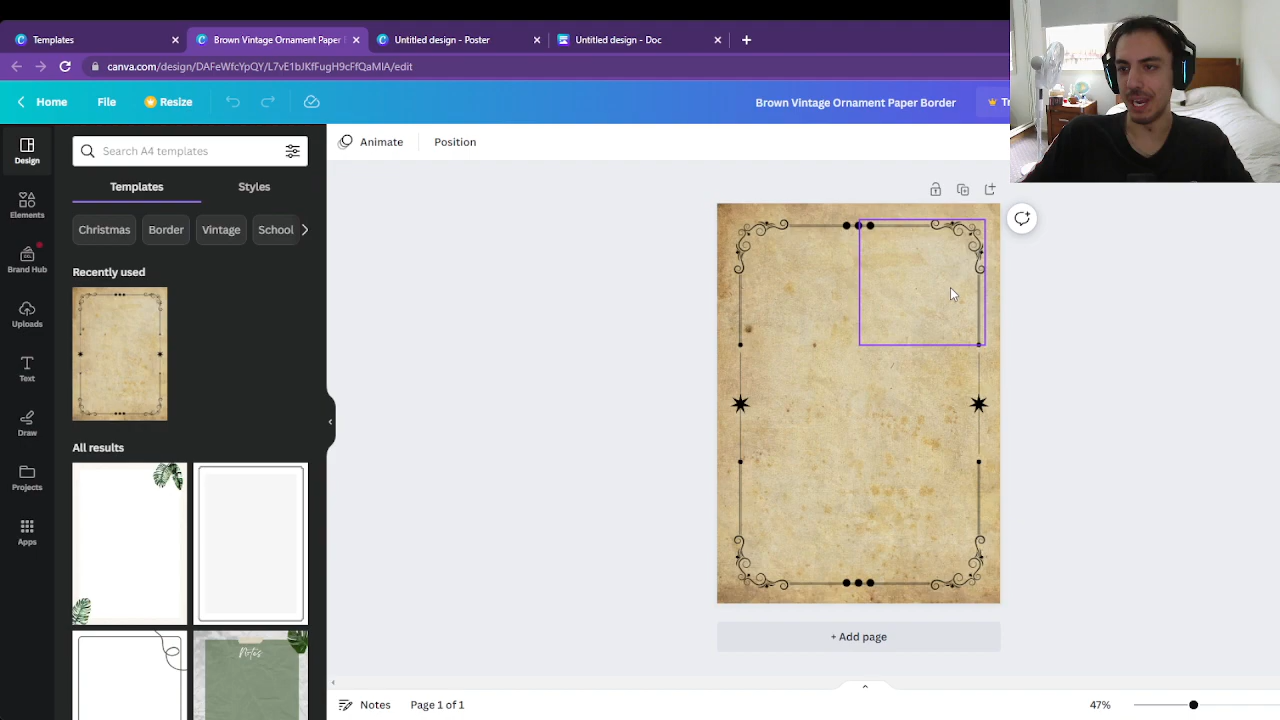 Templates
Brown Vintage Ornament Paper B
Untitled design - Poster
Untitled design - Doc
canva.com/design/DAFeWfcYpQY/L7vE1bJKfFugH9cFfQaMIA/edit
Home
File
Resize
Brown Vintage Ornament Paper Border
Tr
Design
Elements
Brand Hub
Uploads
Text
Draw
Projects
Apps
Search A4 templates
Templates
Styles
Christmas
Border
Vintage
School
Recently used
All results
Notes
Animate
Position
+ Add page
Notes
Page 1 of 1
47%